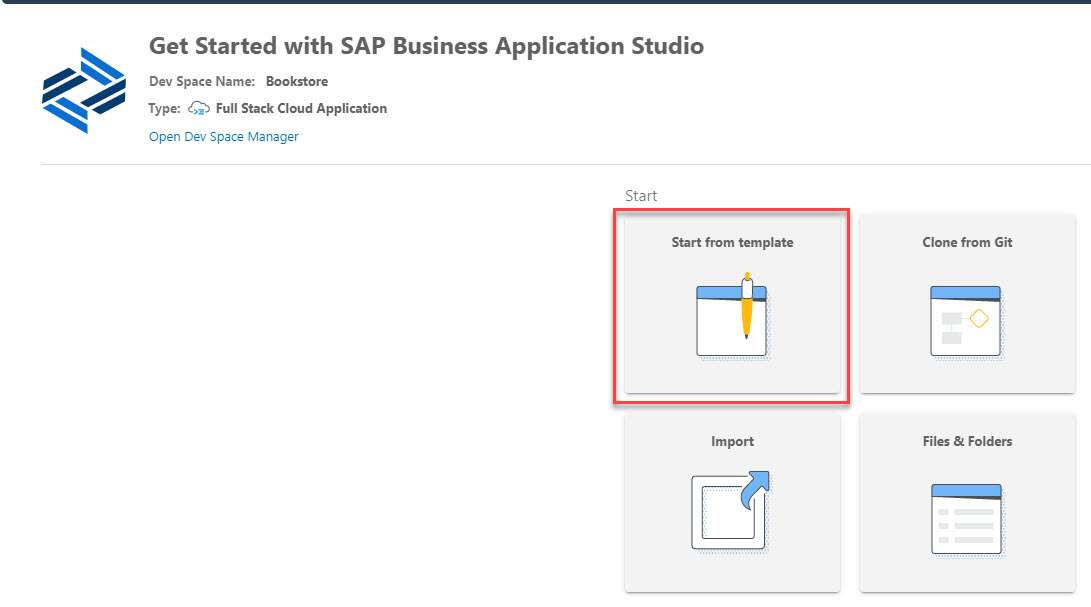 Get Started with SAP Business Application Studio
Dev Space Name: Bookstore
Type: Full Stack Cloud Application
Open Dev Space Manager
Start
Start from template
Clone from Git
Import
Files & Folders